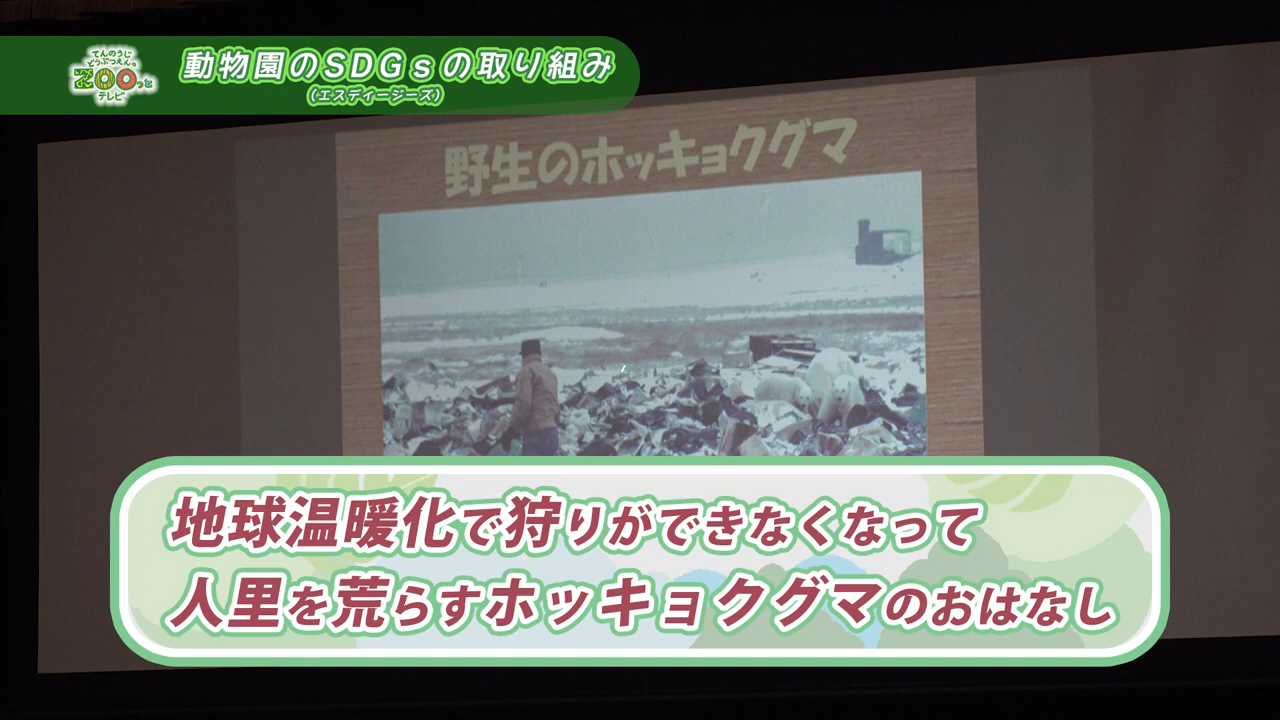 てんのうじ
どうぶつえんの
ZOOっと
テレビ
動物園のSDGsの取り組み
(エスディージーズ)
野生のホッキョクグマ
地球温暖化で狩りができなくなって
人里を荒らすホッキョクグマのおはなし